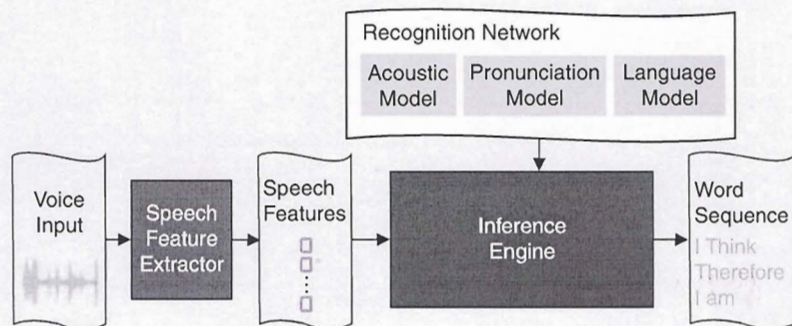 Recognition Network
Acoustic Model
Pronunciation Model
Language Model
Voice Input
Speech Feature Extractor
Speech Features
Inference Engine
Word Sequence
I Think
Therefore
I am